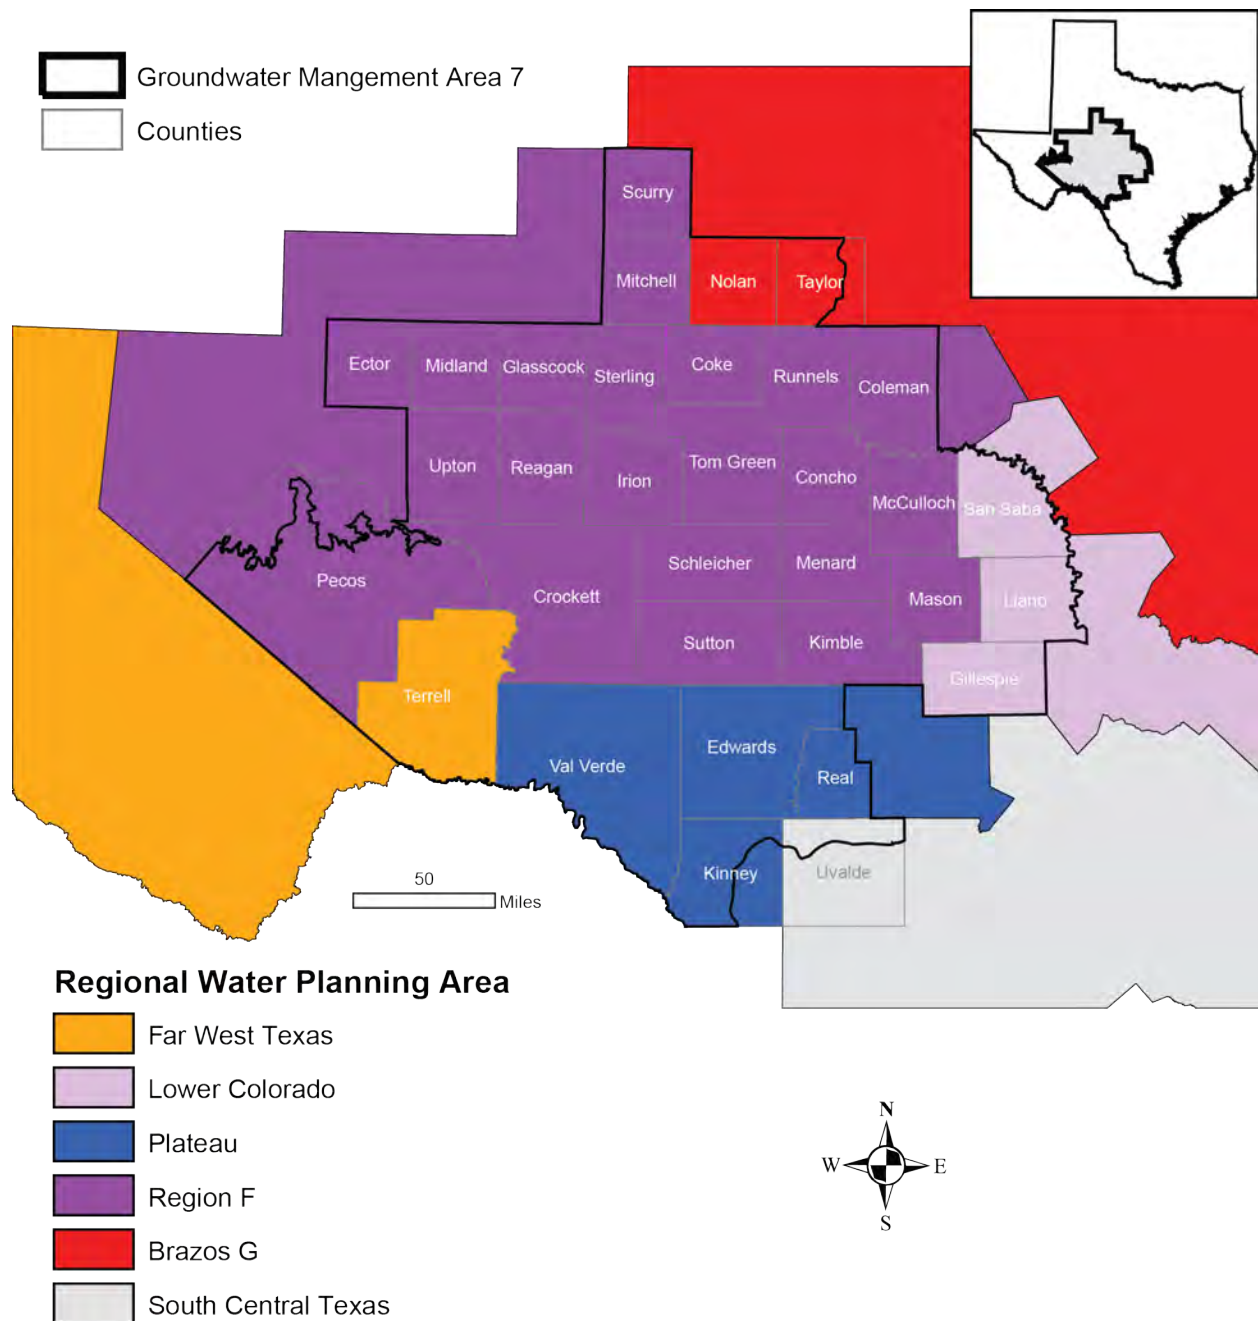 Groundwater Mangement Area 7
Counties
Scurry
Mitchell
Nolan
Taylor
Ector
Midland
Glasscock
Sterling
Coke
Runnels
Coleman
Upton
Reagan
Irion
Tom Green
Concho
McCulloch
San Saba
Pecos
Crockett
Schleicher
Menard
Mason
Llano
Sutton
Kimble
Gillespie
Terrell
Val Verde
Edwards
Real
Kinney
Uvalde
50
Miles
Regional Water Planning Area
Far West Texas
Lower Colorado
Plateau
Region F
Brazos G
South Central Texas
N
W
E
S